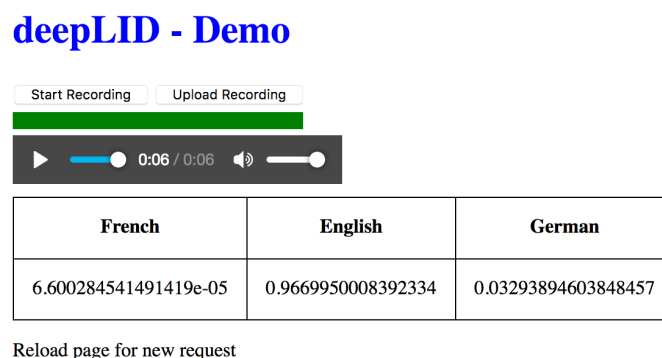 deepLID - Demo
Start Recording Upload Recording
0:06 / 0:06
French English German
6.600284541491419e-05 0.9669950008392334 0.03293894603848457
Reload page for new request